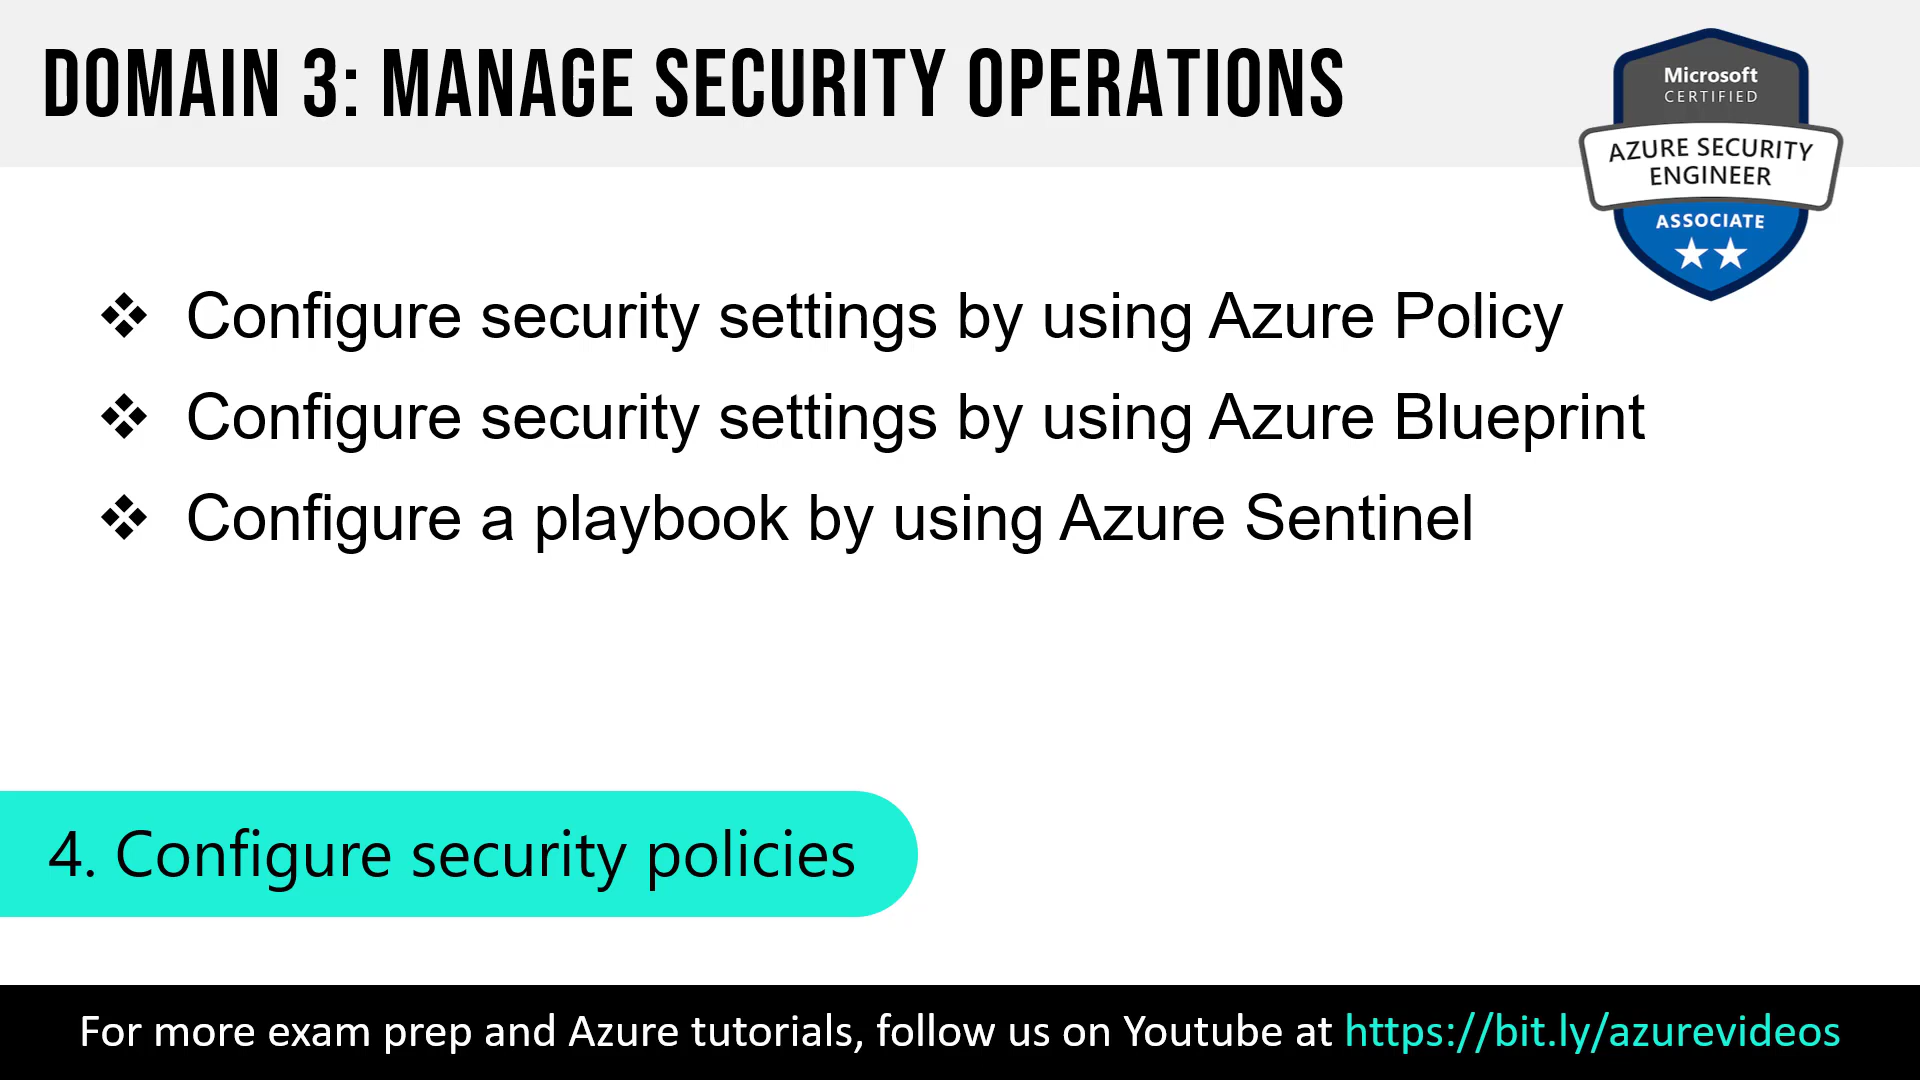 DOMAIN 3: MANAGE SECURITY OPERATIONS
Microsoft
CERTIFIED
AZURE SECURITY
ENGINEER
ASSOCIATE
❖ Configure security settings by using Azure Policy
❖ Configure security settings by using Azure Blueprint
❖ Configure a playbook by using Azure Sentinel
4. Configure security policies
For more exam prep and Azure tutorials, follow us on Youtube at https://bit.ly/azurevideos